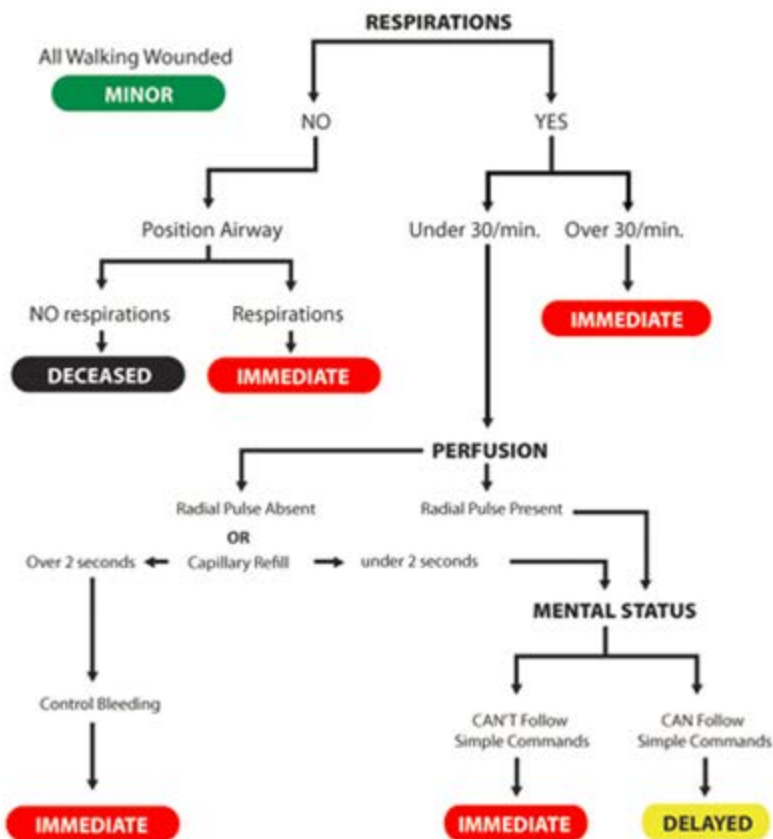 RESPIRATIONS
All Walking Wounded
MINOR
NO
YES
Position Airway
Under 30/min.
Over 30/min.
NO respirations
Respirations
IMMEDIATE
DECEASED
IMMEDIATE
PERFUSION
Radial Pulse Absent
Radial Pulse Present
OR
Over 2 seconds
Capillary Refill
under 2 seconds
MENTAL STATUS
Control Bleeding
CAN'T Follow
Simple Commands
CAN Follow
Simple Commands
IMMEDIATE
IMMEDIATE
DELAYED